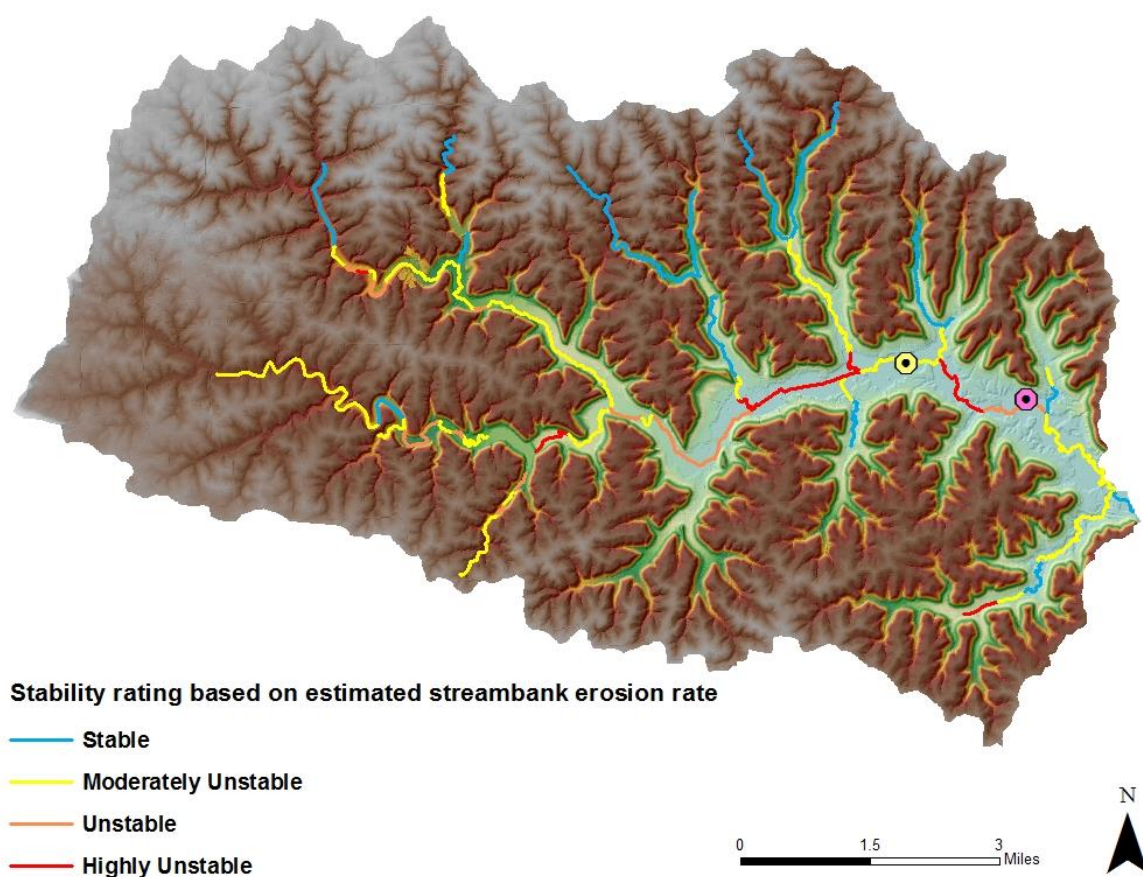 Stability rating based on estimated streambank erosion rate
Stable
Moderately Unstable
Unstable
Highly Unstable
N
0 1.5 3
Miles